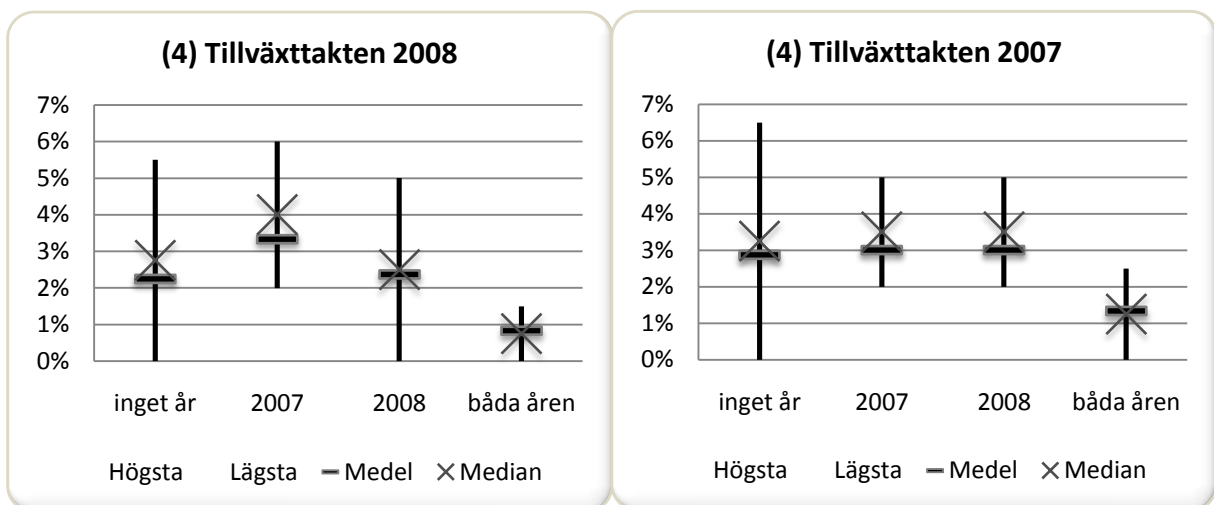 (4) Tillväxttakten 2008
7%
6%
5%
4%
3%
2%
1%
0%
inget år 2007 2008 båda åren
Högsta Lägsta Medel Median
(4) Tillväxttakten 2007
7%
6%
5%
4%
3%
2%
1%
0%
inget år 2007 2008 båda åren
Högsta Lägsta Medel Median